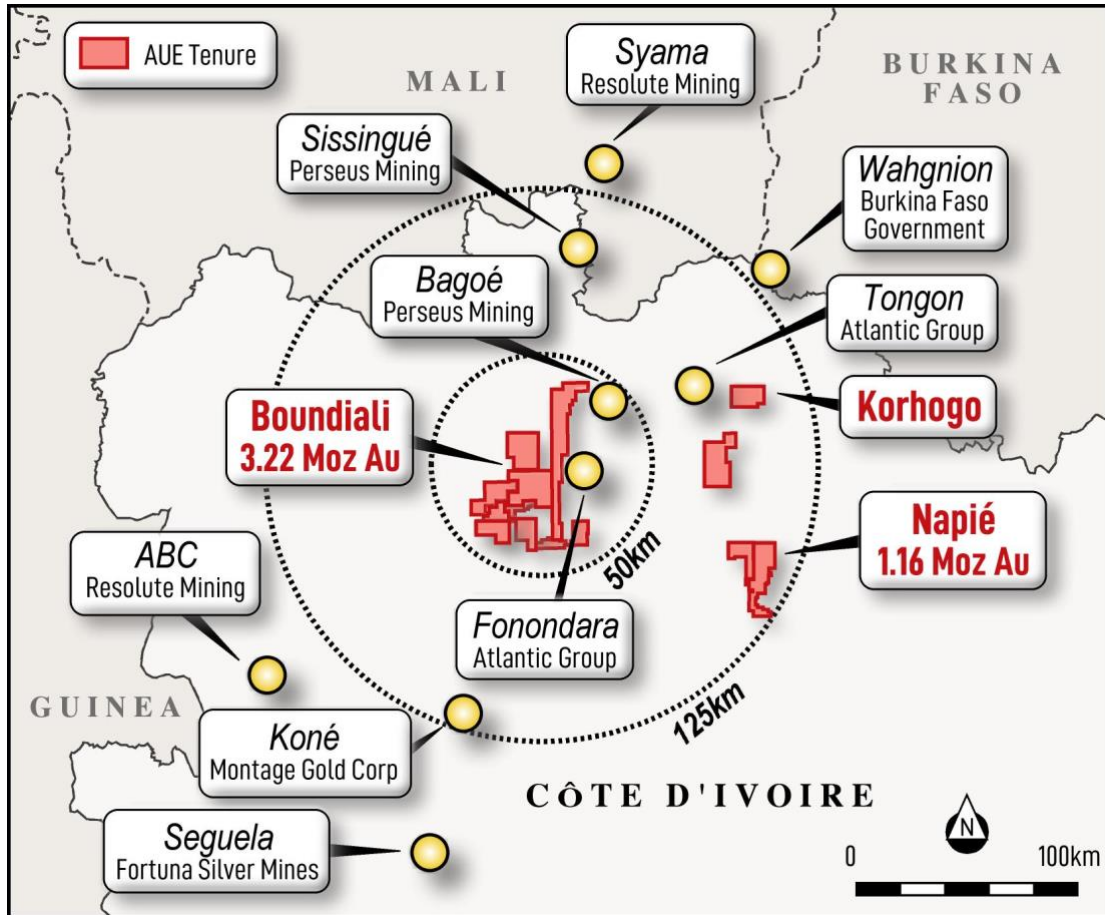 AUE Tenure
MALI
BURKINA
FASO
Syama
Resolute Mining
Sissingué
Perseus Mining
Wahgnion
Burkina Faso
Government
Bagoé
Perseus Mining
Tongon
Atlantic Group
Boundiali
3.22 Moz Au
Korhogo
Napié
1.16 Moz Au
ABC
Resolute Mining
50km
Fonondara
Atlantic Group
125km
GUINEA
Koné
Montage Gold Corp
CÔTE D'IVOIRE
Seguela
Fortuna Silver Mines
N
0 100km